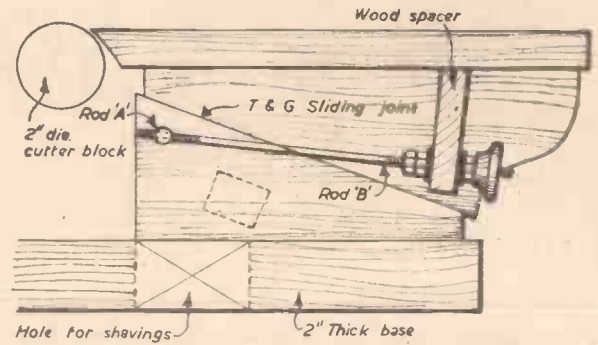 Wood spacer
T & G Sliding joint
Rod 'A'
2" dia.
cutter block
Rod 'B'
Hole for shavings
2" Thick base